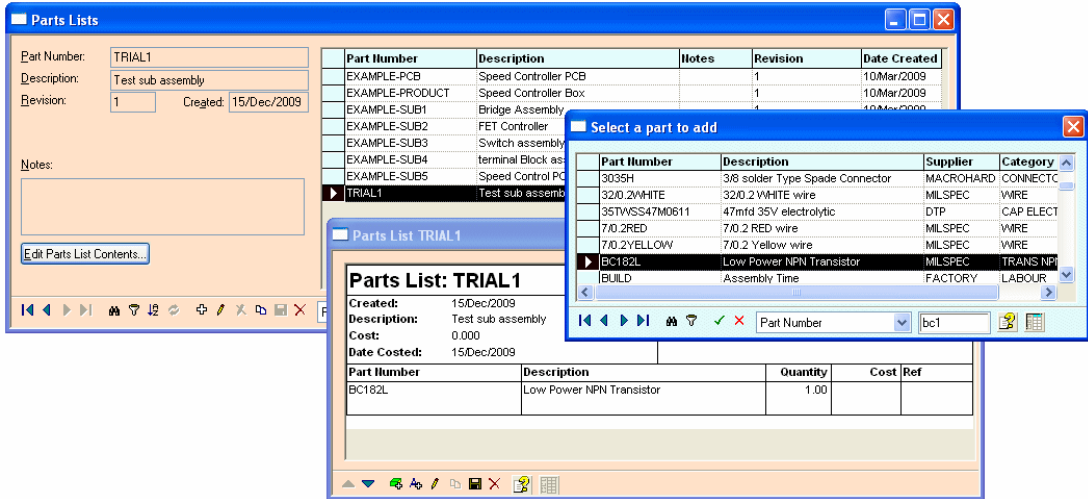 Parts Lists
Part Number: TRIAL1
Description: Test sub assembly
Revision: 1 Created: 15/Dec/2009
Notes:
Edit Parts List Contents...
Part Number Description Notes Revision Date Created
EXAMPLE-PCB Speed Controller PCB 1 10/Mar/2009
EXAMPLE-PRODUCT Speed Controller Box 1 10/Mar/2009
EXAMPLE-SUB1 Bridge Assembly 1 10/Mar/2009
EXAMPLE-SUB2 FET Controller
EXAMPLE-SUB3 Switch assembly
EXAMPLE-SUB4 terminal Block as
EXAMPLE-SUB5 Speed Control PC
TRIAL1 Test sub assemb
Select a part to add
Part Number Description Supplier Category
3035H 3/8 solder Type Spade Connector MACROHARD CONNECTC
32/0.2WHITE 32/0.2 WHITE wire MILSPEC WIRE
35TWSS47M0611 47mfd 35V electrolytic DTP CAP ELECT
7/0.2RED 7/0.2 RED wire MILSPEC WIRE
7/0.2YELLOW 7/0.2 Yellow wire MILSPEC WIRE
BC182L Low Power NPN Transistor MILSPEC TRANS NPN
BUILD Assembly Time FACTORY LABOUR
Part Number bc1
Parts List TRIAL1
Parts List: TRIAL1
Created: 15/Dec/2009
Description: Test sub assembly
Cost: 0.000
Date Costed: 15/Dec/2009
Part Number Description Quantity Cost Ref
BC182L Low Power NPN Transistor 1.00